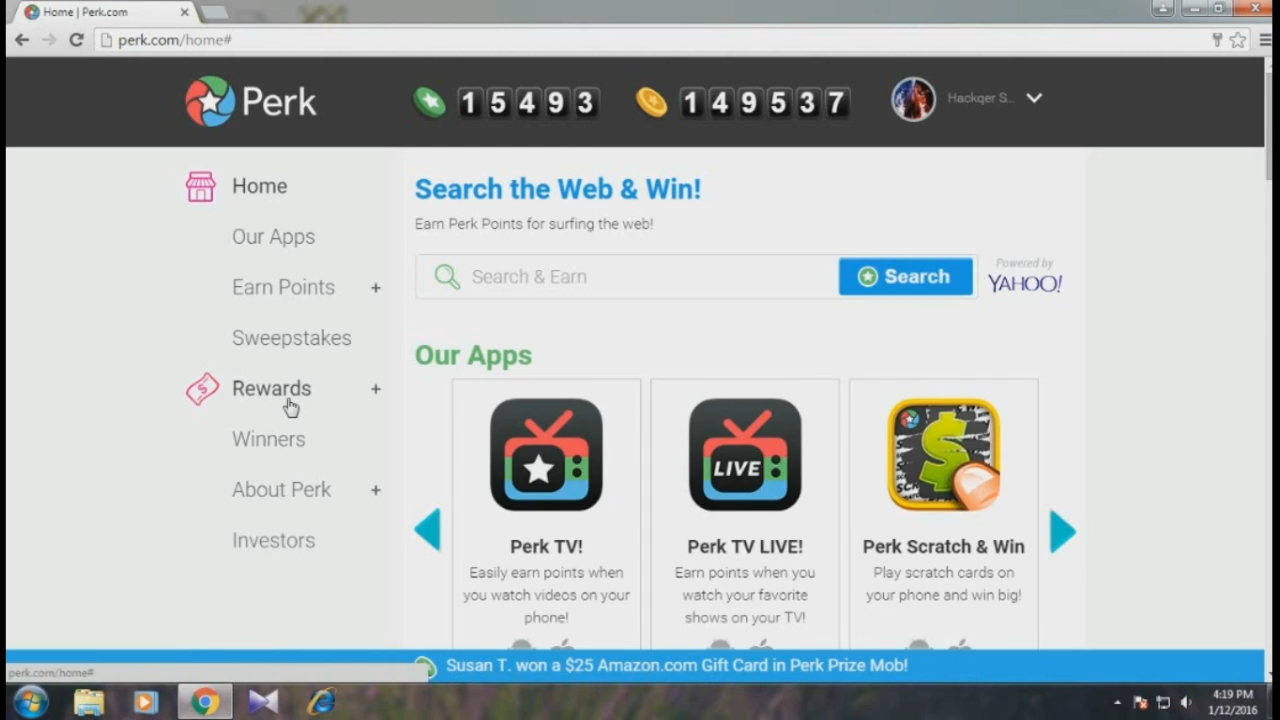 Home | Perk.com
perk.com/home#
Perk
15493
149537
Hackqer S...
Home
Our Apps
Earn Points +
Sweepstakes
Rewards +
Winners
About Perk +
Investors
Search the Web & Win!
Earn Perk Points for surfing the web!
Search & Earn
Search
Powered by
YAHOO!
Our Apps
LIVE
Perk TV!
Easily earn points when
you watch videos on your
phone!
Perk TV LIVE!
Earn points when you
watch your favorite
shows on your TV!
Perk Scratch & Win
Play scratch cards on
your phone and win big!
Susan T. won a $25 Amazon.com Gift Card in Perk Prize Mob!
perk.com/home#
4:19 PM
1/12/2016